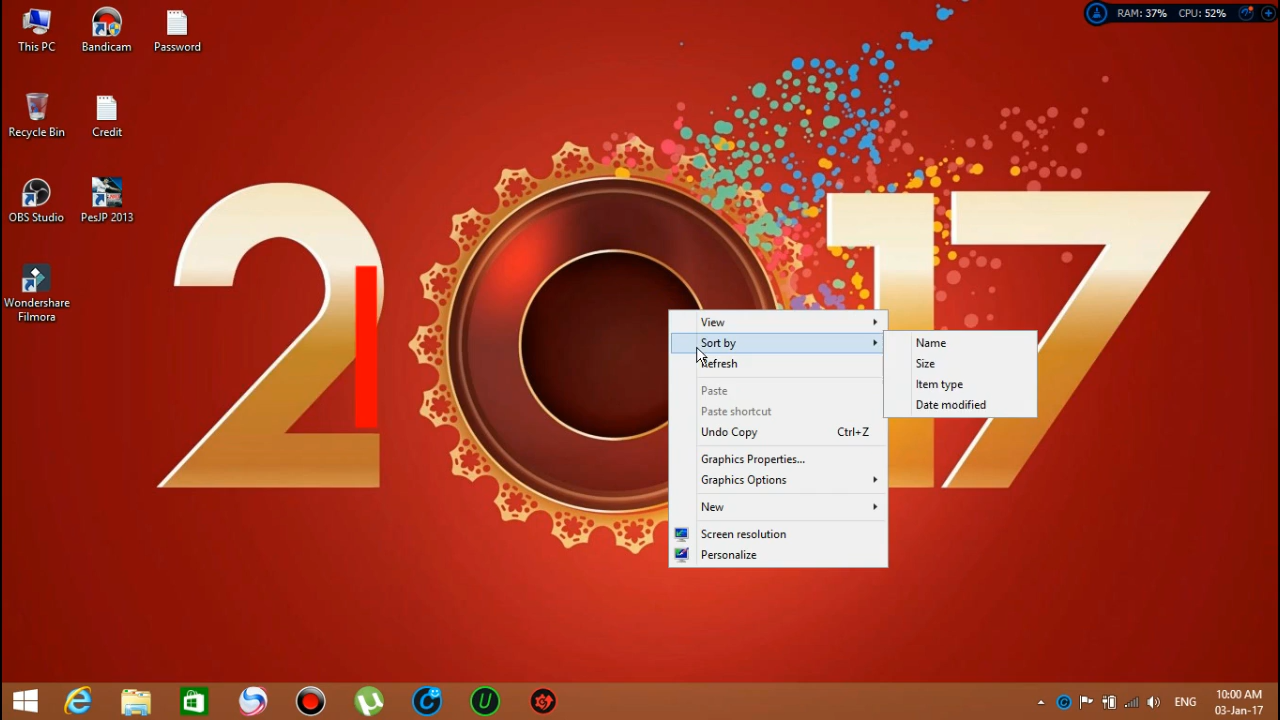 This PC
Bandicam
Password
RAM: 37%
CPU: 52%
Recycle Bin
Credit
OBS Studio
PesJP 2013
Wondershare
Filmora
2017
View
Sort by
Refresh
Paste
Paste shortcut
Undo Copy Ctrl+Z
Graphics Properties...
Graphics Options
New
Screen resolution
Personalize
Name
Size
Item type
Date modified
ENG
10:00 AM
03-Jan-17